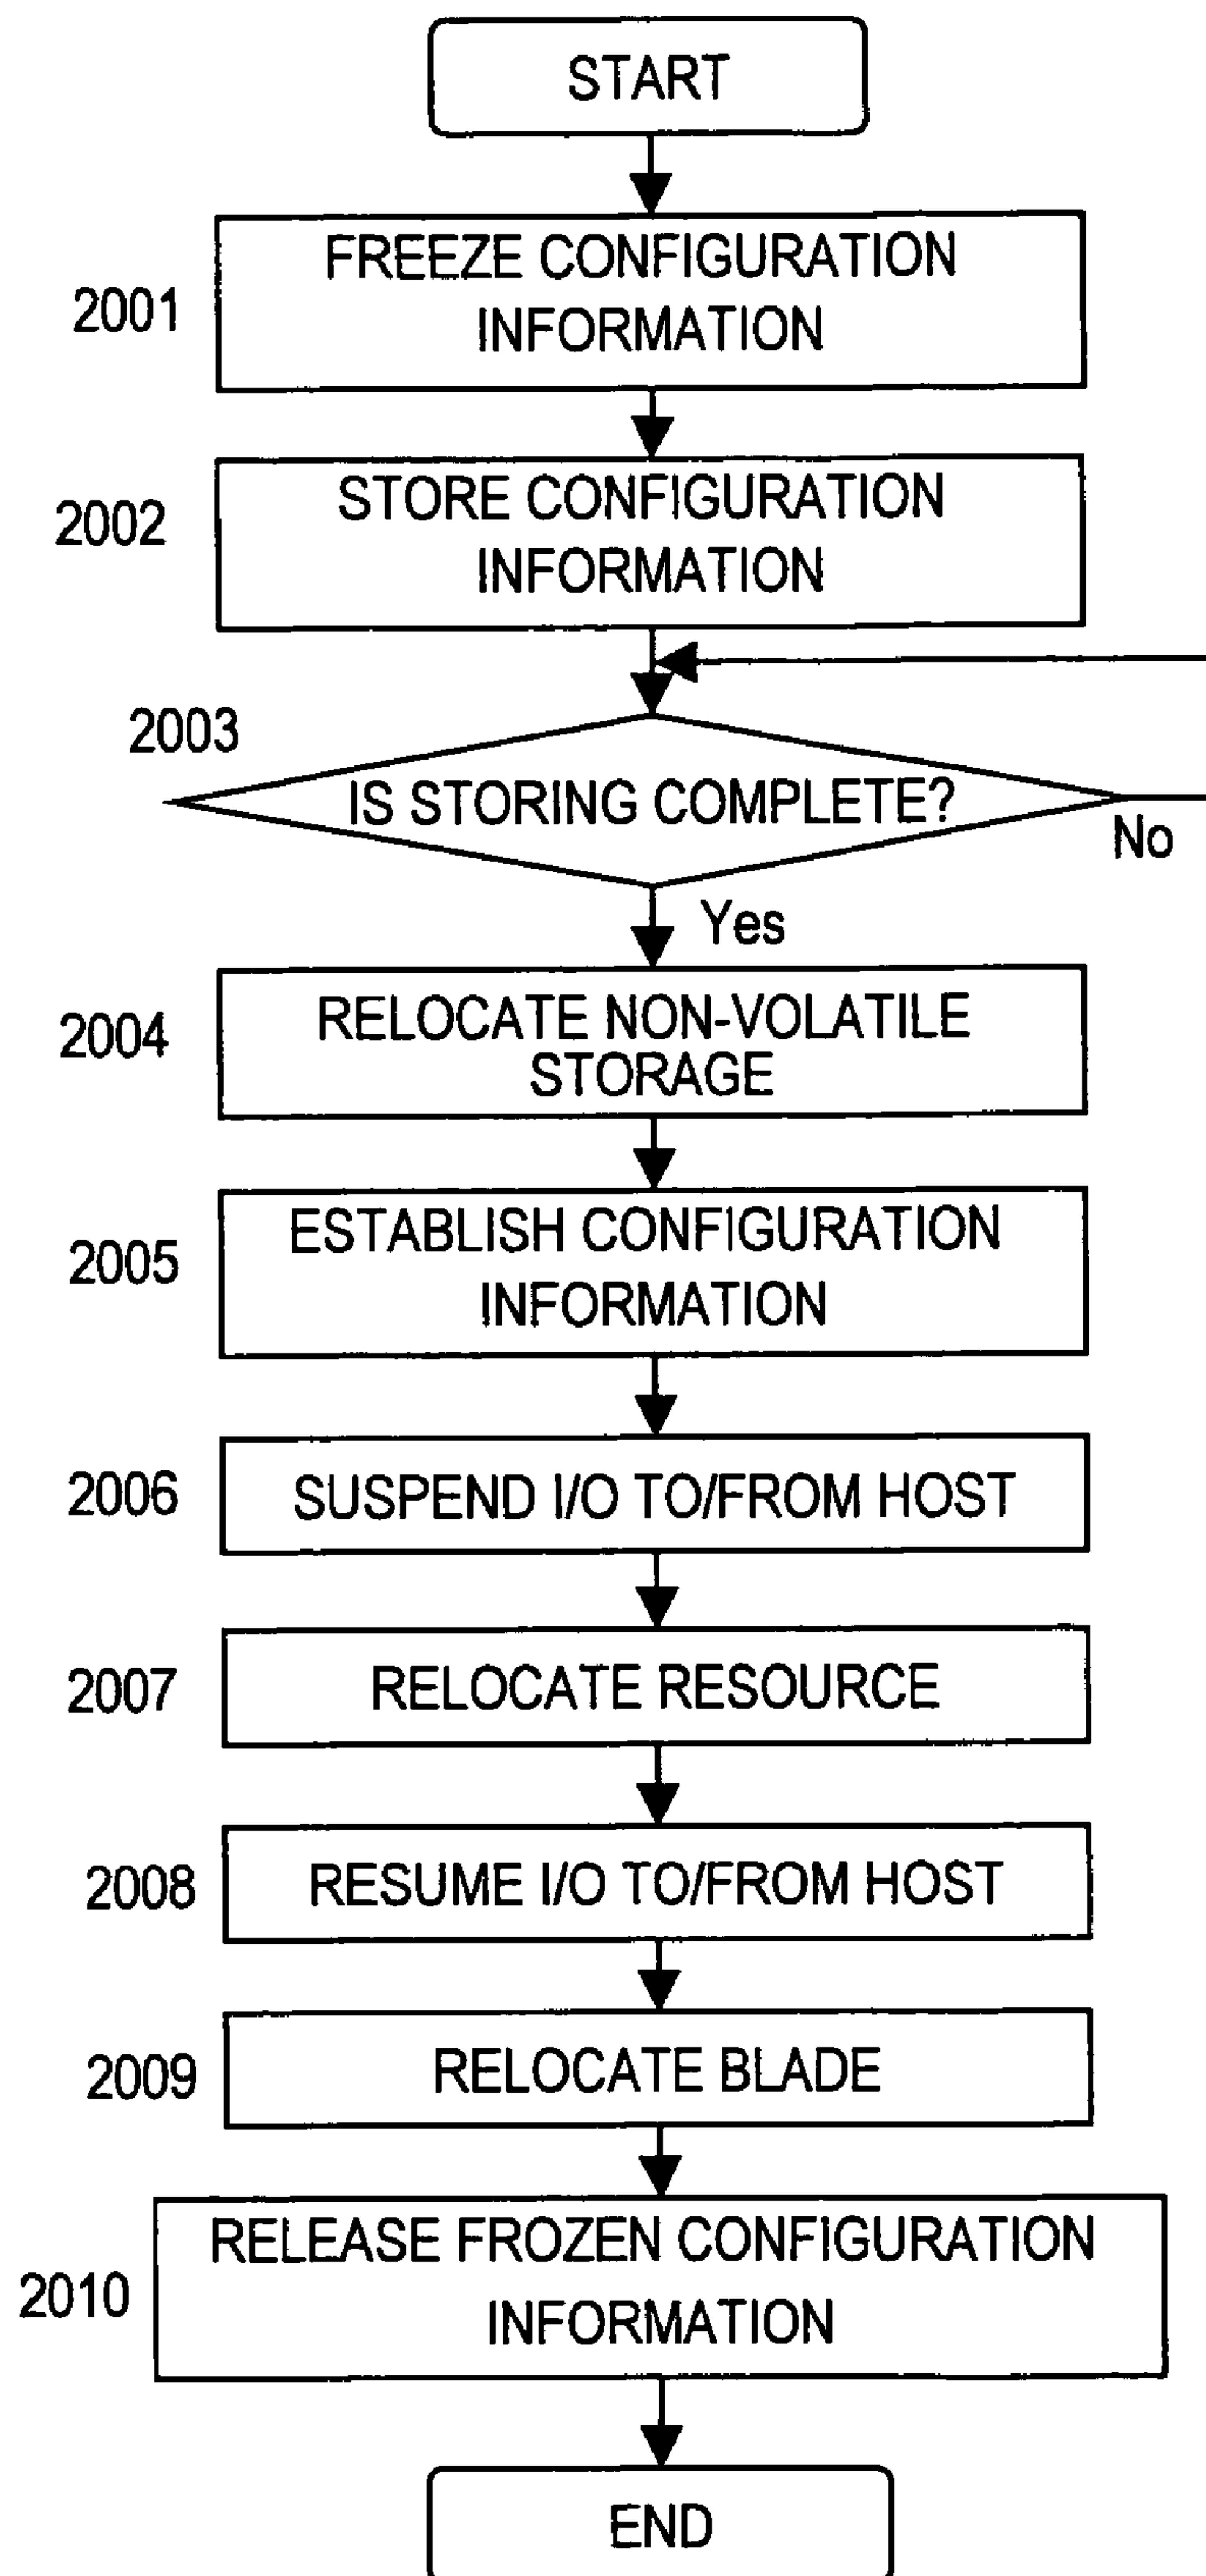 START
2001
FREEZE CONFIGURATION
INFORMATION
2002
STORE CONFIGURATION
INFORMATION
2003
IS STORING COMPLETE?
No
Yes
2004
RELOCATE NON-VOLATILE
STORAGE
2005
ESTABLISH CONFIGURATION
INFORMATION
2006
SUSPEND I/O TO/FROM HOST
2007
RELOCATE RESOURCE
2008
RESUME I/O TO/FROM HOST
2009
RELOCATE BLADE
2010
RELEASE FROZEN CONFIGURATION
INFORMATION
END